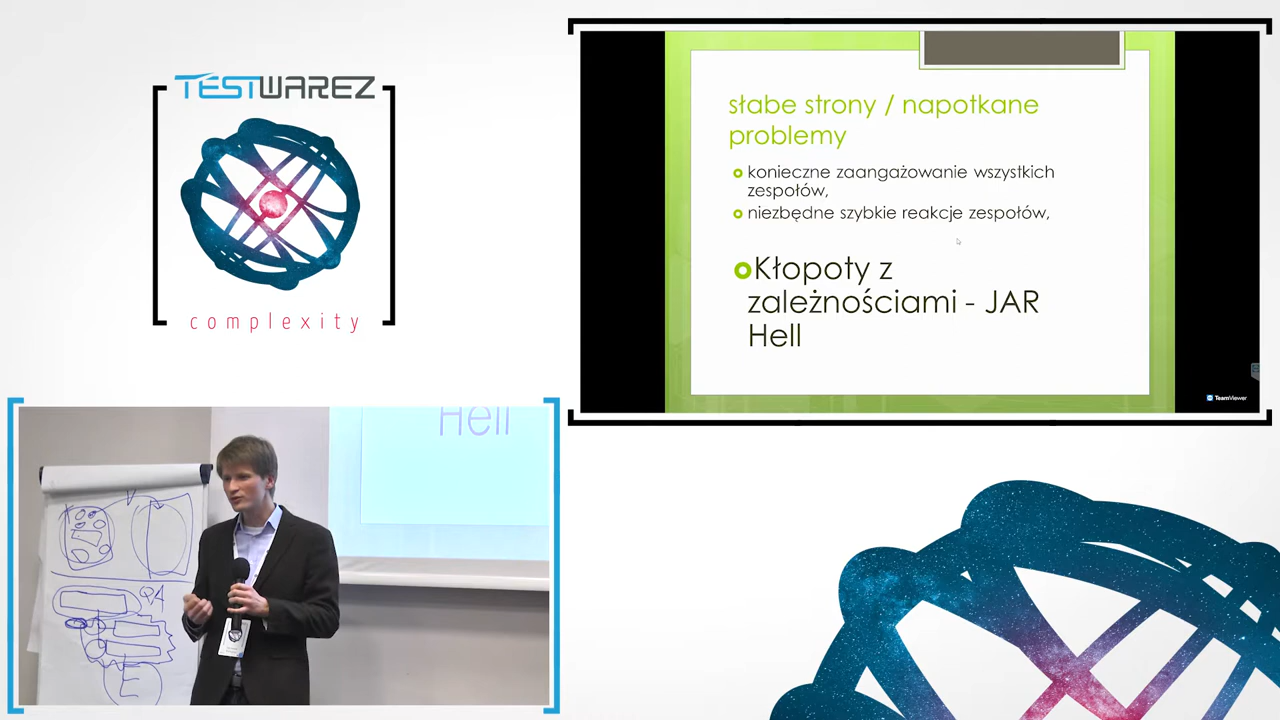 TESTWAREZ
complexity
słabe strony / napotkane
problemy
konieczne zaangażowanie wszystkich
zespołów,
niezbędne szybkie reakcje zespołów,
Kłopoty z
zależnościami - JAR
Hell
TeamViewer
Hell
QA
E